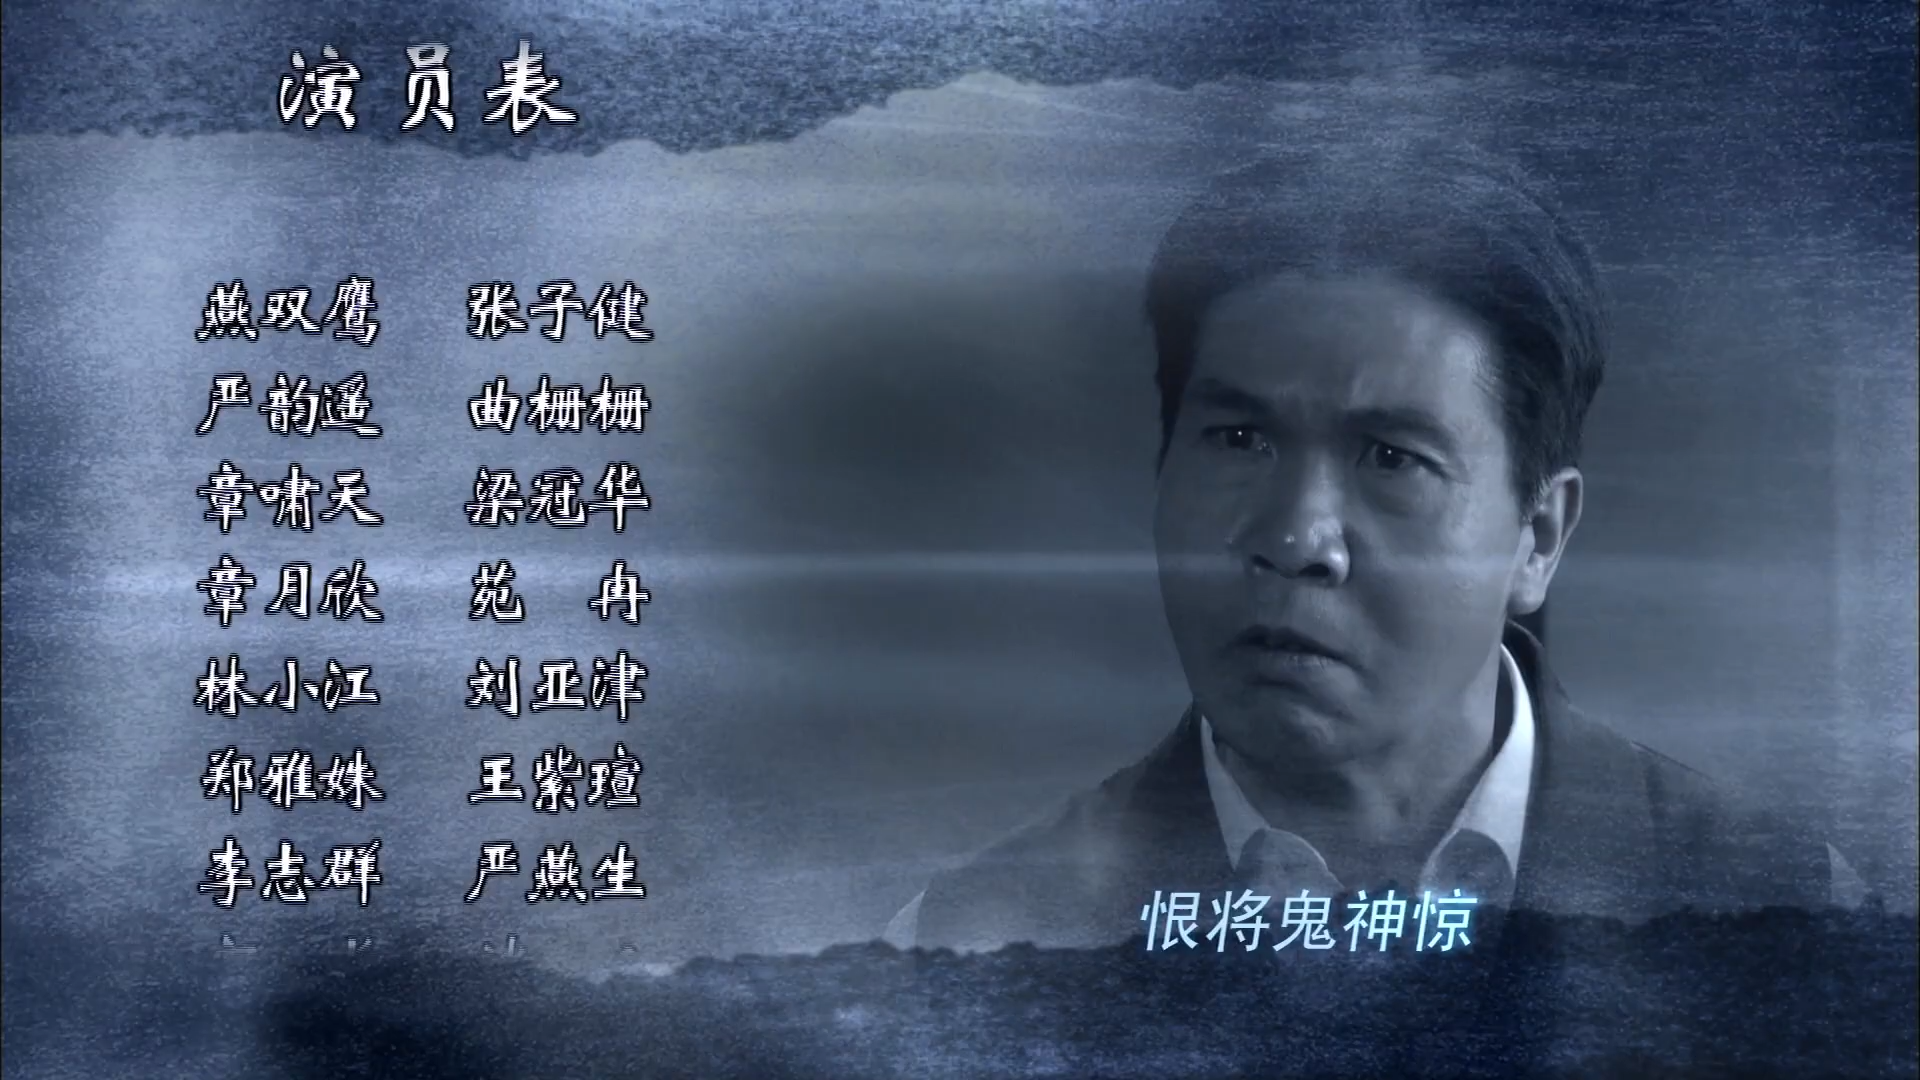 演员表
燕双鹰 张子健
严韵遥 曲栅栅
章啸天 梁冠华
章月欣 苑冉
林小江 刘亚津
郑雅姝 王紫瑄
李志群 严燕生
恨将鬼神惊